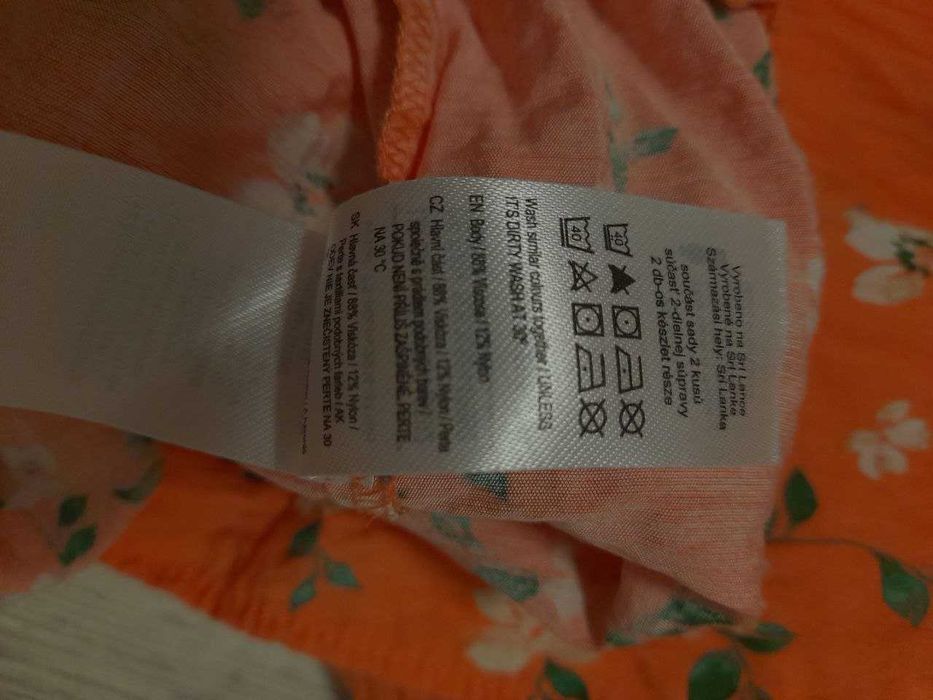 Vyrobeno na Srí Lance
Vyrobené na Srí Lanke
Származási hely: Srí Lanka
součást sady 2 kusů
súčasť 2-dielnej súpravy
2 db-os készlet része
40
40
Wash similar colours together / UNLESS
IT'S DIRTY WASH AT 30°
EN Body / 88% Viscose / 12% Nylon
CZ Hlavní část / 88% Viskóza / 12% Nylon / Perte
společně s prádlem podobných barev /
POKUD NENÍ PŘÍLIŠ ZAŠPINĚNÉ, PERTE
NA 30 °C
SK Hlavná časť / 88% Viskóza / 12% Nylon /
Perte s textíliami podobných farieb / AK
ODEV NIE JE ZNEČISTENÝ PERTE NA 30